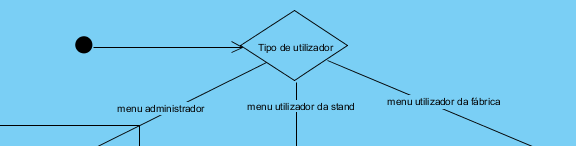 Tipo de utilizador
menu administrador
menu utilizador da stand
menu utilizador da fábrica